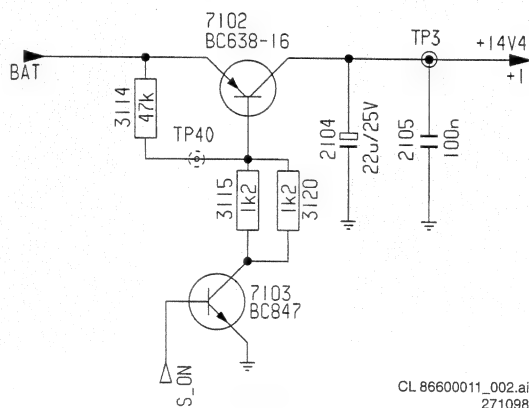 7102
BC638-16
BAT
TP3
+14V4
+1
3114
47k
TP40
2104
22u/25V
2105
100n
3115
1k2
1k2
3120
7103
BC847
S_ON
CL 86600011_002.ai
271098